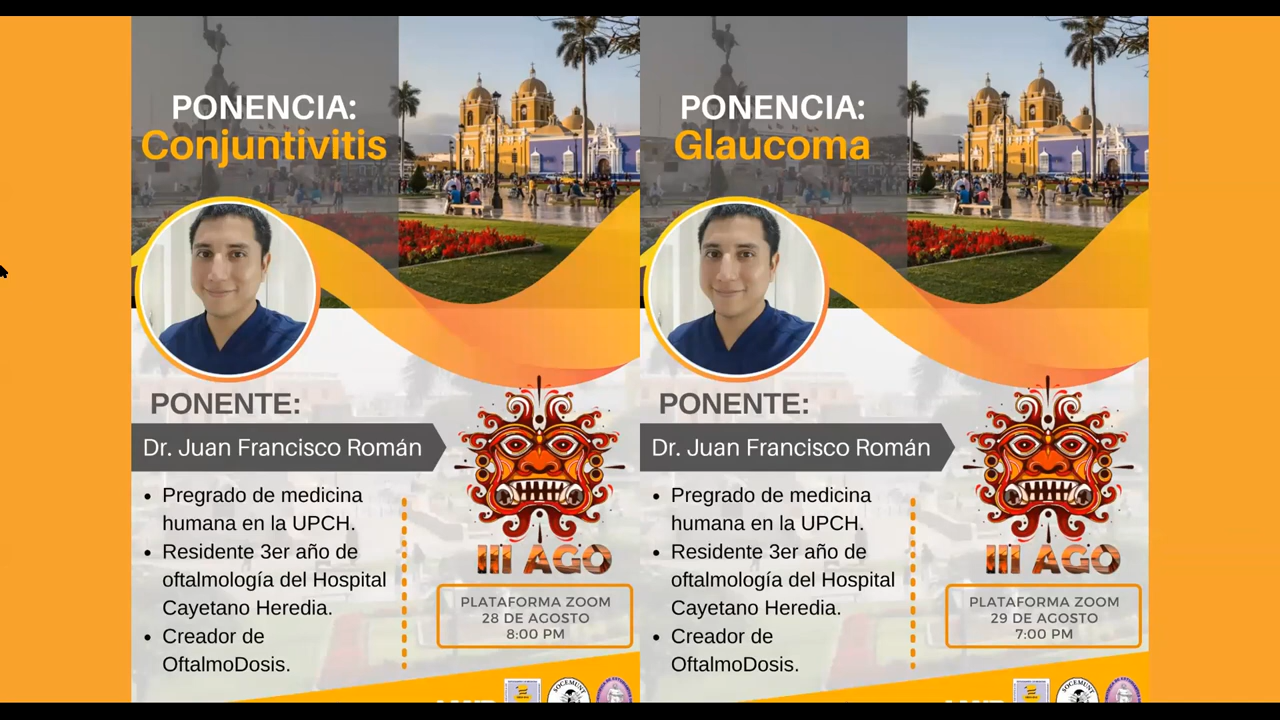 PONENCIA:
Conjuntivitis
PONENTE:
Dr. Juan Francisco Román
• Pregrado de medicina
humana en la UPCH.
• Residente 3er año de
oftalmología del Hospital
Cayetano Heredia.
• Creador de
OftalmoDosis.
III AGO
PLATAFORMA ZOOM
28 DE AGOSTO
8:00 PM
SOCEMUNT
PONENCIA:
Glaucoma
PONENTE:
Dr. Juan Francisco Román
• Pregrado de medicina
humana en la UPCH.
• Residente 3er año de
oftalmología del Hospital
Cayetano Heredia.
• Creador de
OftalmoDosis.
III AGO
PLATAFORMA ZOOM
29 DE AGOSTO
7:00 PM
SOCEMUNT